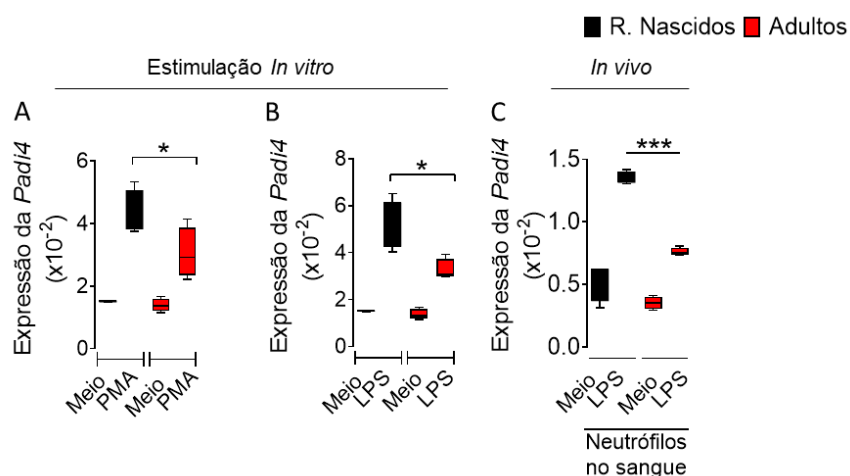 R. Nascidos Adultos
Estimulação In vitro
In vivo
A
Expressão da Padi4
(x10-2)
6
4
2
0
*
Meio
PMA
Meio
PMA
B
Expressão da Padi4
(x10-2)
8
6
4
2
0
*
Meio
LPS
Meio
LPS
C
Expressão da Padi4
(x10-2)
1.5
1.0
0.5
0.0
***
Meio
LPS
Meio
LPS
Neutrófilos
no sangue